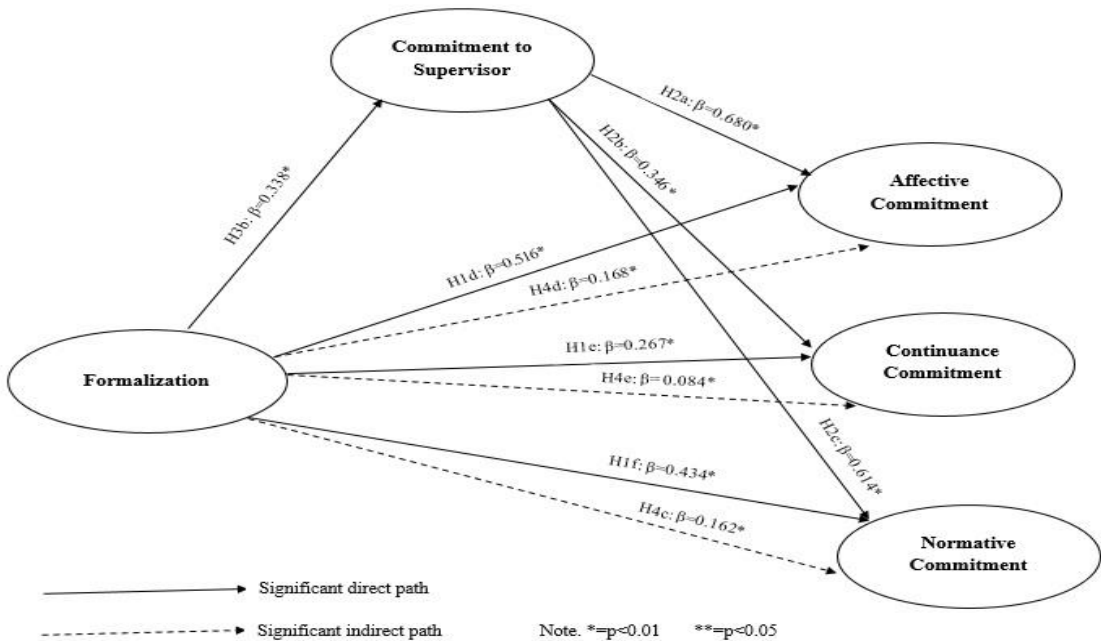 Commitment to
Supervisor
H2a: β=0.680*
H2b: β=0.346*
Affective
Commitment
H3b: β=0.338*
H1d: β=0.516*
H4d: β=0.168*
Formalization
H1e: β=0.267*
H4e: β=0.084*
Continuance
Commitment
H2c: β=0.614*
H1f: β=0.434*
H4c: β=0.162*
Normative
Commitment
Significant direct path
Significant indirect path Note. *=p<0.01 **=p<0.05